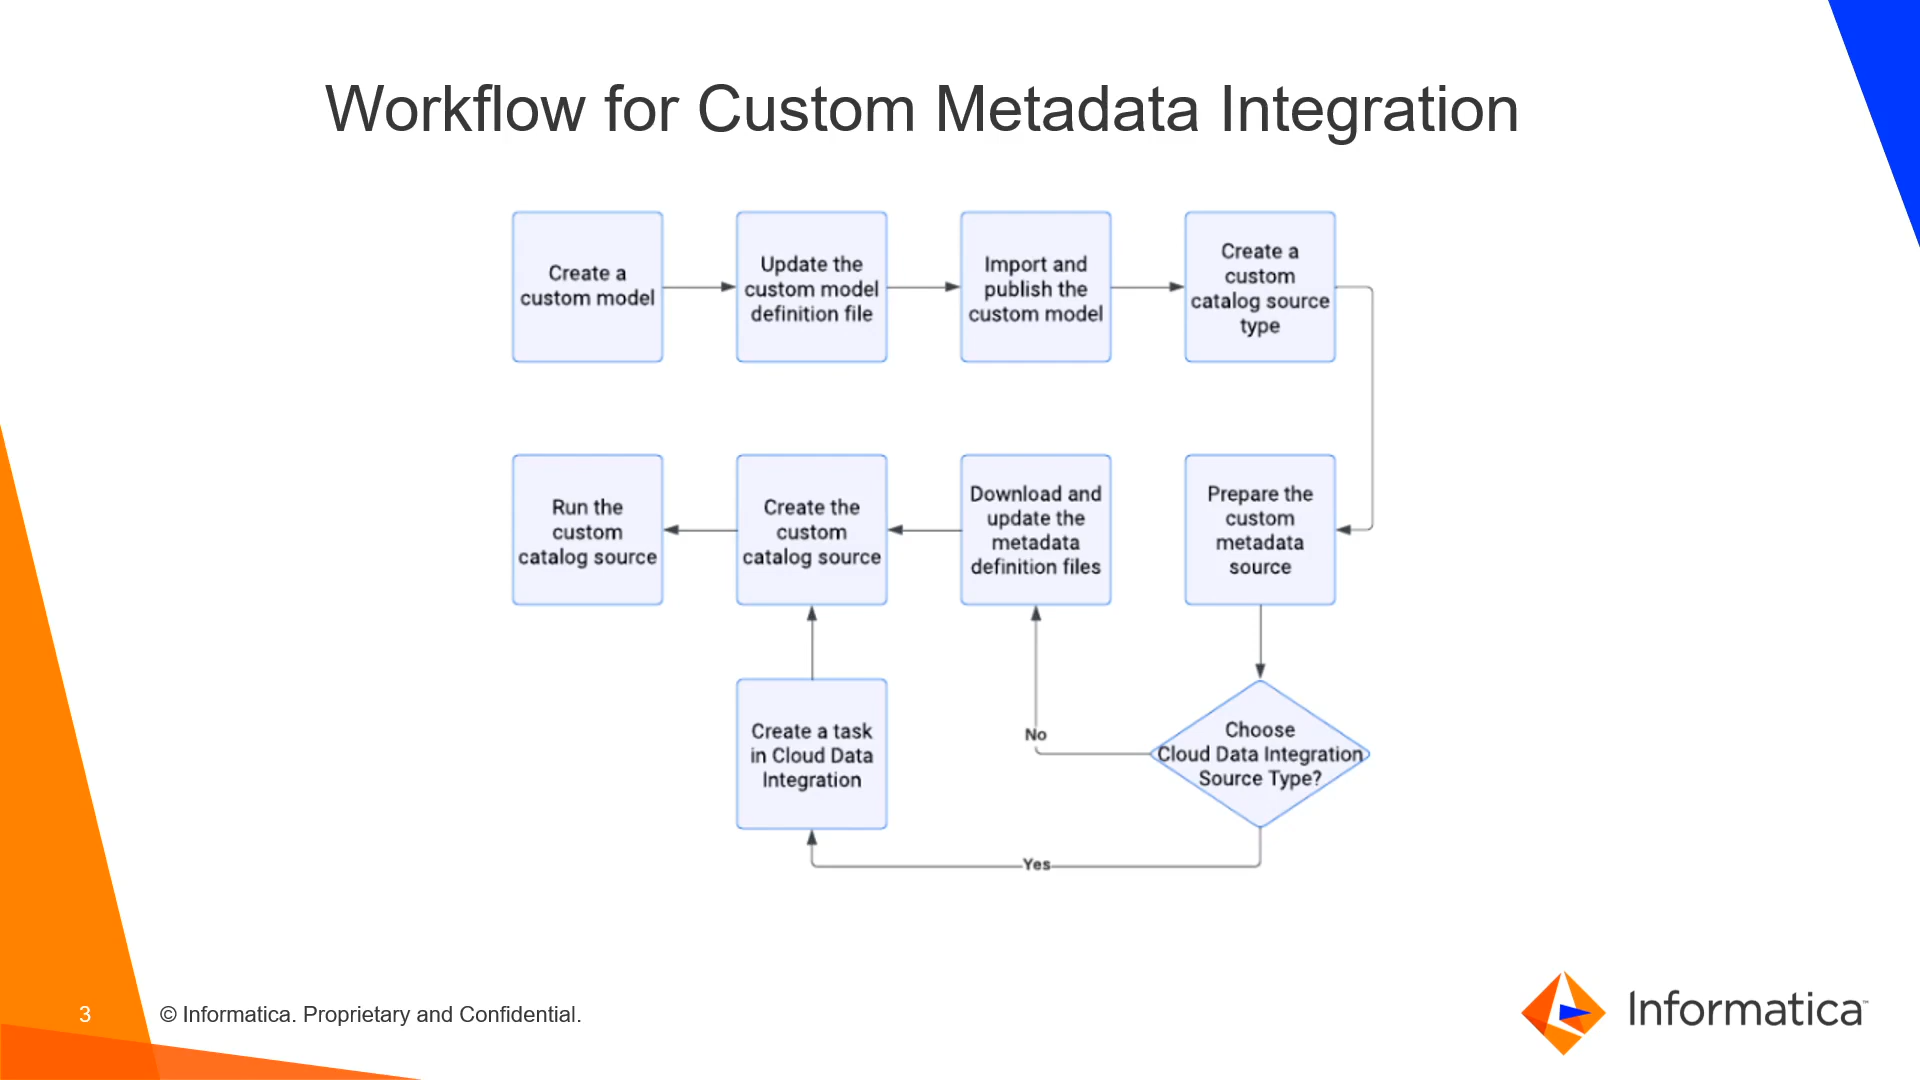 Workflow for Custom Metadata Integration
Create a
custom model
Update the
custom model
definition file
Import and
publish the
custom model
Create a
custom
catalog source
type
Run the
custom
catalog source
Create the
custom
catalog source
Download and
update the
metadata
definition files
Prepare the
custom
metadata
source
Create a task
in Cloud Data
Integration
No
Choose
Cloud Data Integration
Source Type?
Yes
3
© Informatica. Proprietary and Confidential.
Informatica™